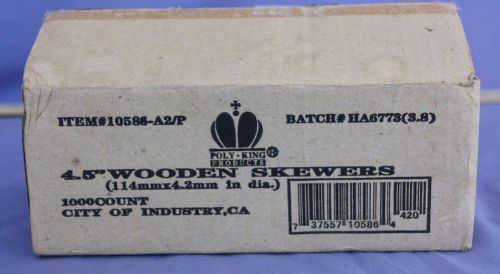 ITEM#10586-A2/P
BATCH# HA6773(3.8)
POLY-KING®
PRODUCTS
4.5" WOODEN SKEWERS
(114mmx4.2mm in dia.)
1000COUNT
CITY OF INDUSTRY,CA
420
7 37557 10586 4